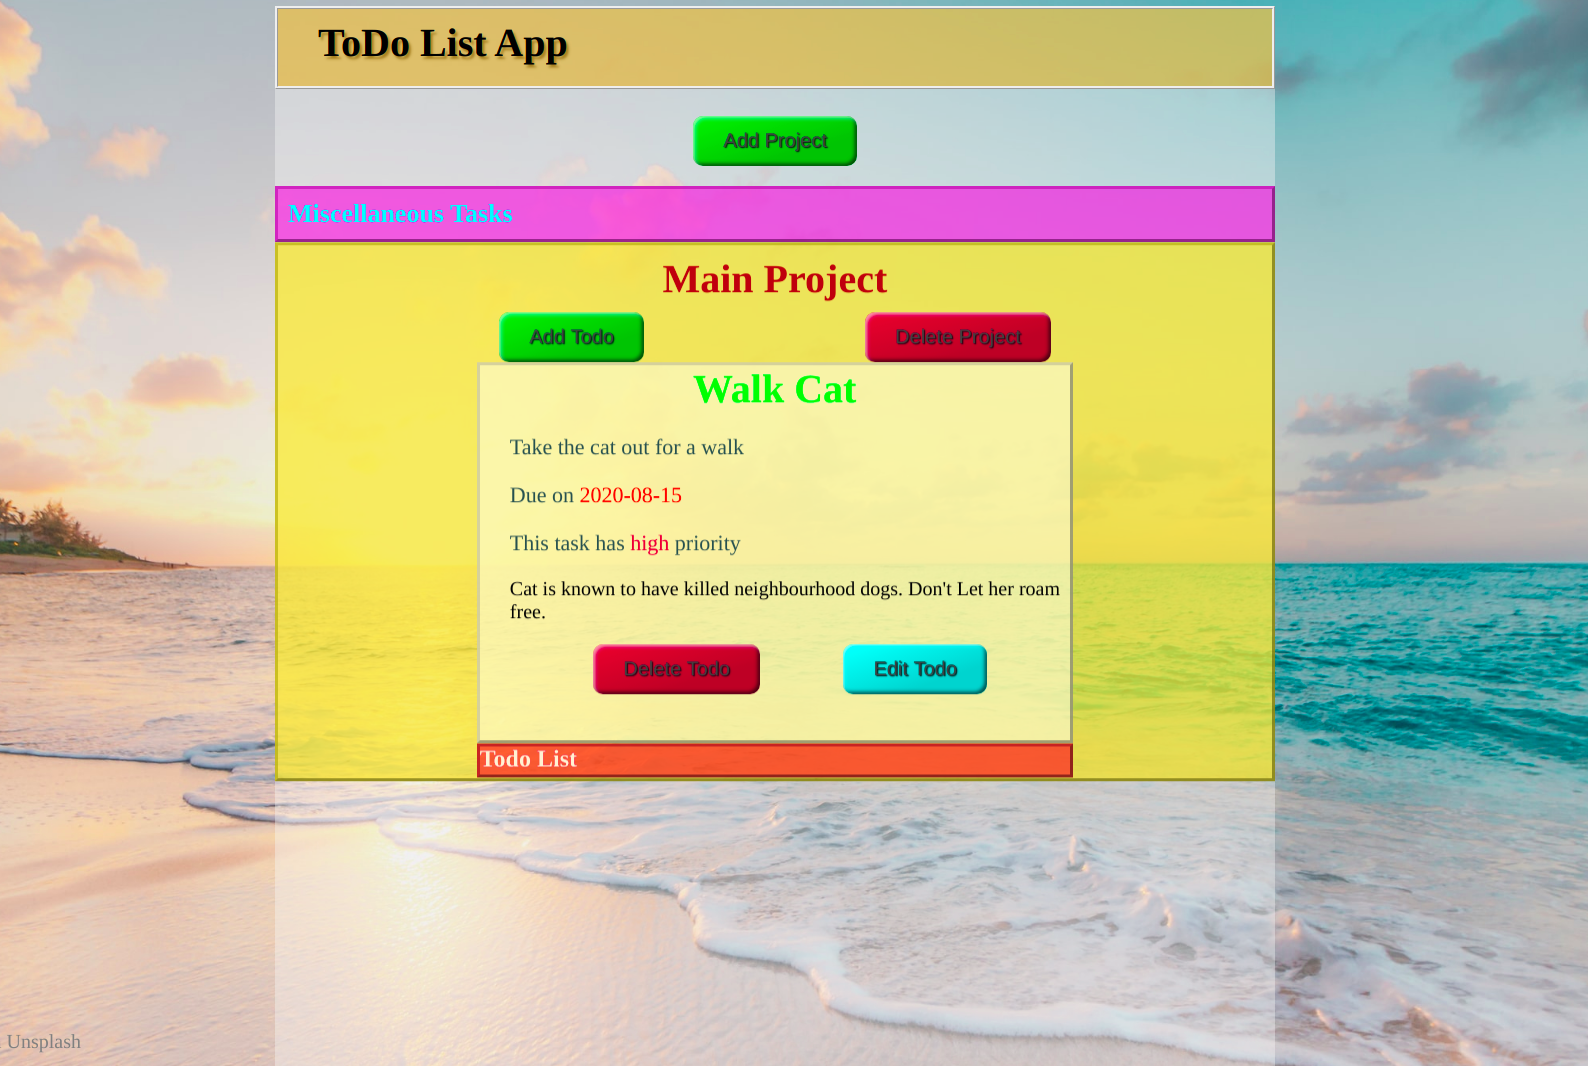 ToDo List App
Add Project
Miscellaneous Tasks
Main Project
Add Todo
Delete Project
Walk Cat
Take the cat out for a walk
Due on 2020-08-15
This task has high priority
Cat is known to have killed neighbourhood dogs. Don't Let her roam
free.
Delete Todo
Edit Todo
Todo List
Unsplash